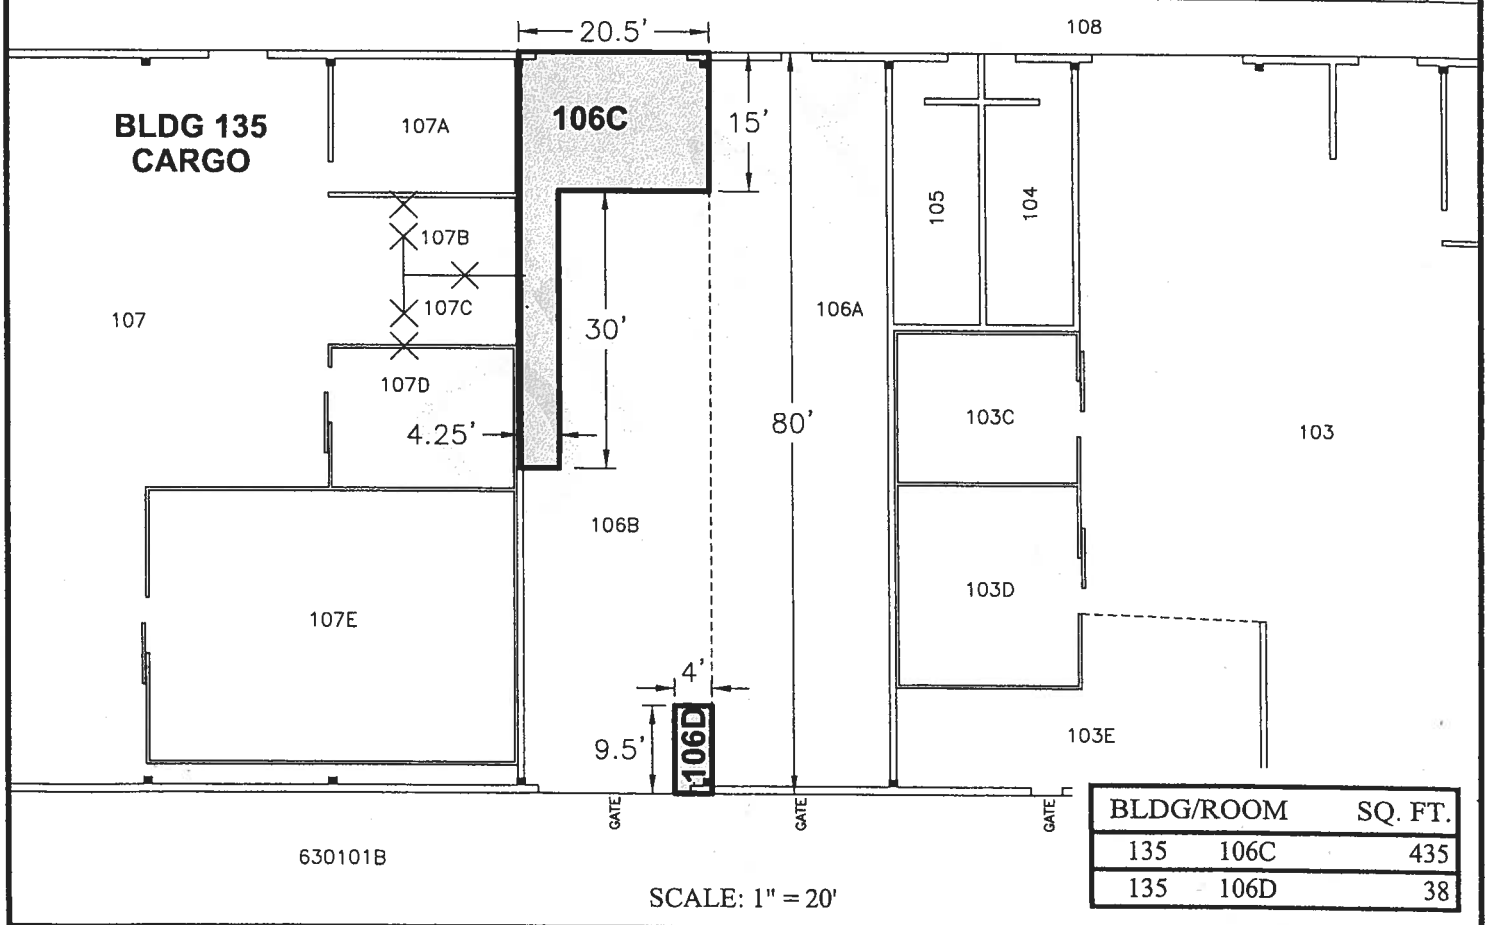 20.5'
108
BLDG 135
CARGO
107A
106C
15'
105
104
107B
107C
107
30'
106A
107D
4.25'
80'
103C
103
106B
107E
103D
4'
9.5'
106D
103E
GATE
GATE
GATE
630101B
SCALE: 1" = 20'
BLDG/ROOM SQ. FT.
135 106C 435
135 106D 38